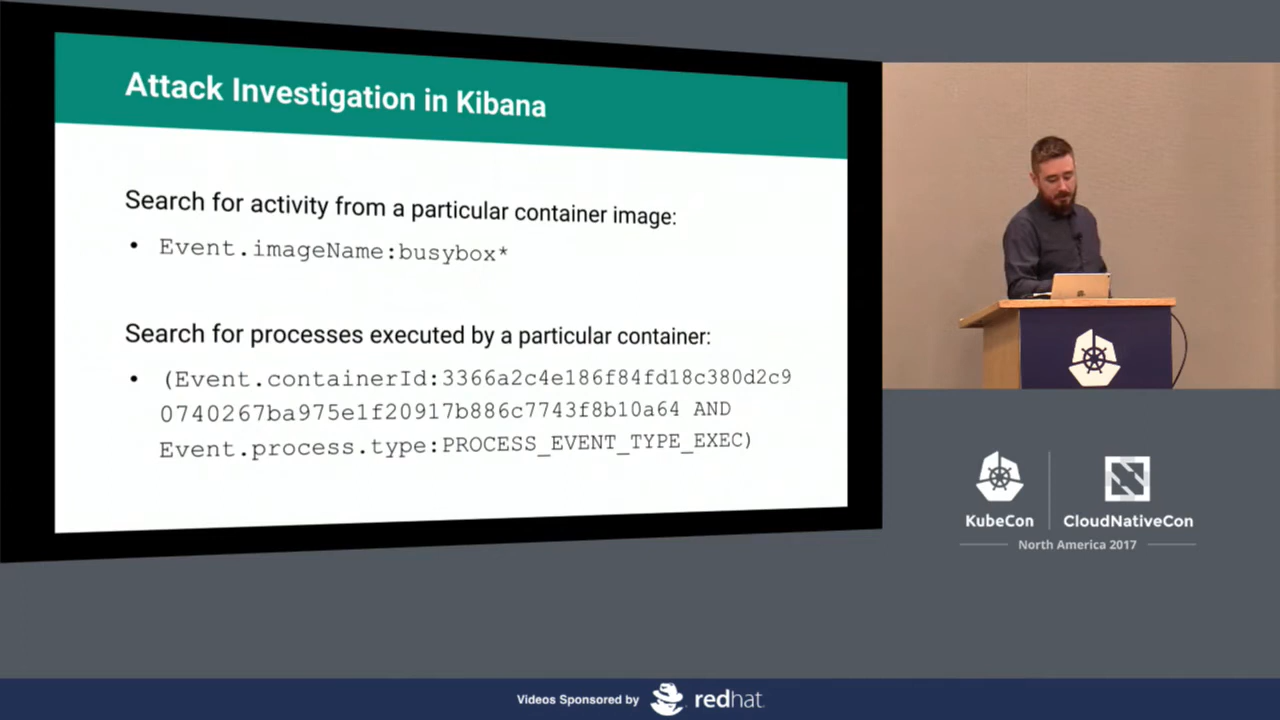 Attack Investigation in Kibana
Search for activity from a particular container image:
• Event.imageName:busybox*
Search for processes executed by a particular container:
• (Event.containerId:3366a2c4e186f84fd18c380d2c9
0740267ba975e1f20917b886c7743f8b10a64 AND
Event.process.type:PROCESS_EVENT_TYPE_EXEC)
KubeCon
CloudNativeCon
North America 2017
Videos Sponsored by
redhat